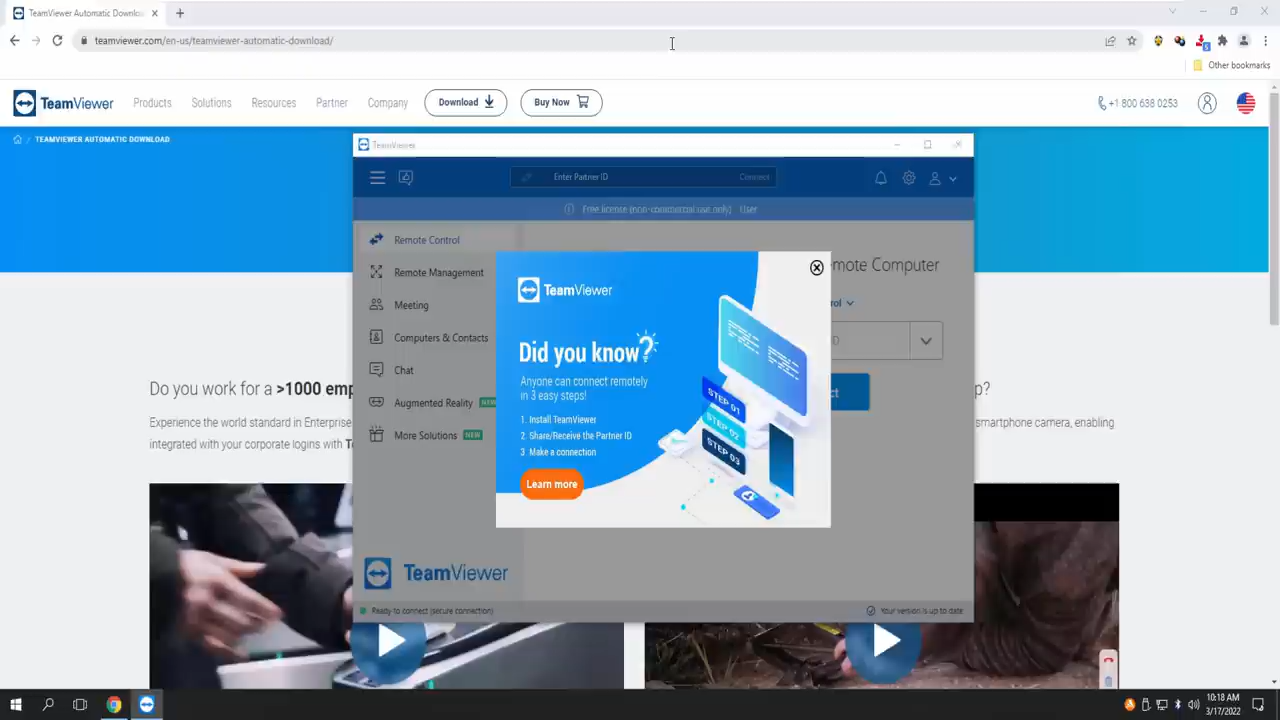 TeamViewer Automatic Downloa
teamviewer.com/en-us/teamviewer-automatic-download/
Other bookmarks
TeamViewer
Products
Solutions
Resources
Partner
Company
Download
Buy Now
+1 800 638 0253
TEAMVIEWER AUTOMATIC DOWNLOAD
TeamViewer
Enter Partner ID
Connect
Free license (non-commercial use only)
User
Remote Control
Remote Management
Meeting
Computers & Contacts
Chat
Augmented Reality
NEW
More Solutions
NEW
TeamViewer
Ready to connect (secure connection)
mote Computer
rol
D
ct
Your version is up to date
TeamViewer
Did you know?
Anyone can connect remotely
in 3 easy steps!
1. Install TeamViewer
2. Share/Receive the Partner ID
3 Make a connection
Learn more
STEP 01
STEP 02
STEP 03
Do you work for a >1000 emp
p?
Experience the world standard in Enterprise
smartphone camera, enabling
integrated with your corporate logins with T
10:18 AM
3/17/2022